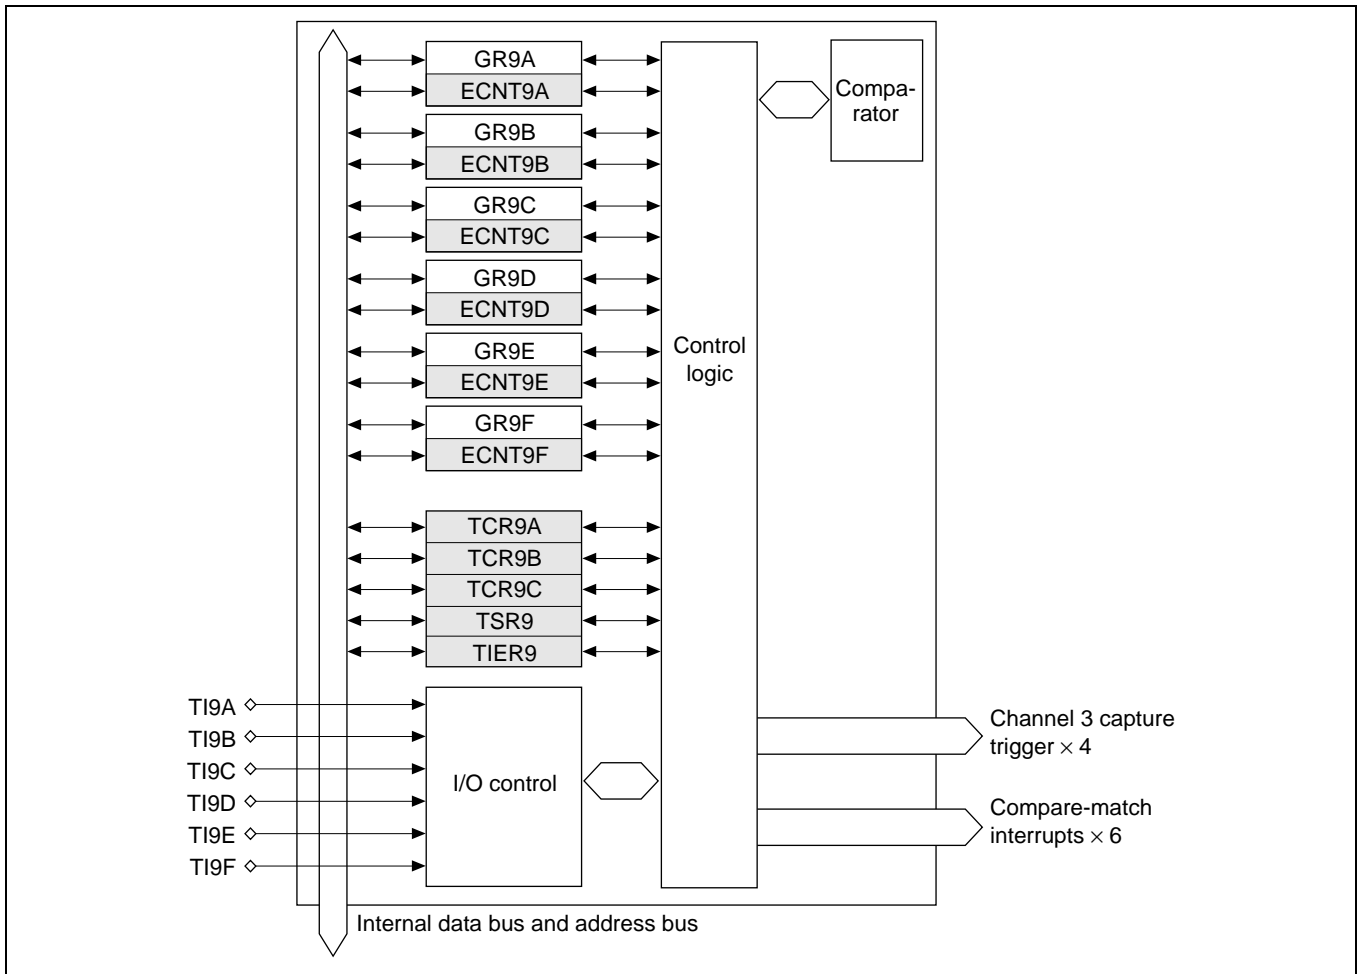 GR9A
ECNT9A
GR9B
ECNT9B
GR9C
ECNT9C
GR9D
ECNT9D
GR9E
ECNT9E
GR9F
ECNT9F
TCR9A
TCR9B
TCR9C
TSR9
TIER9
Control
logic
Compa-
rator
TI9A
TI9B
TI9C
TI9D
TI9E
TI9F
I/O control
Channel 3 capture
trigger × 4
Compare-match
interrupts × 6
Internal data bus and address bus